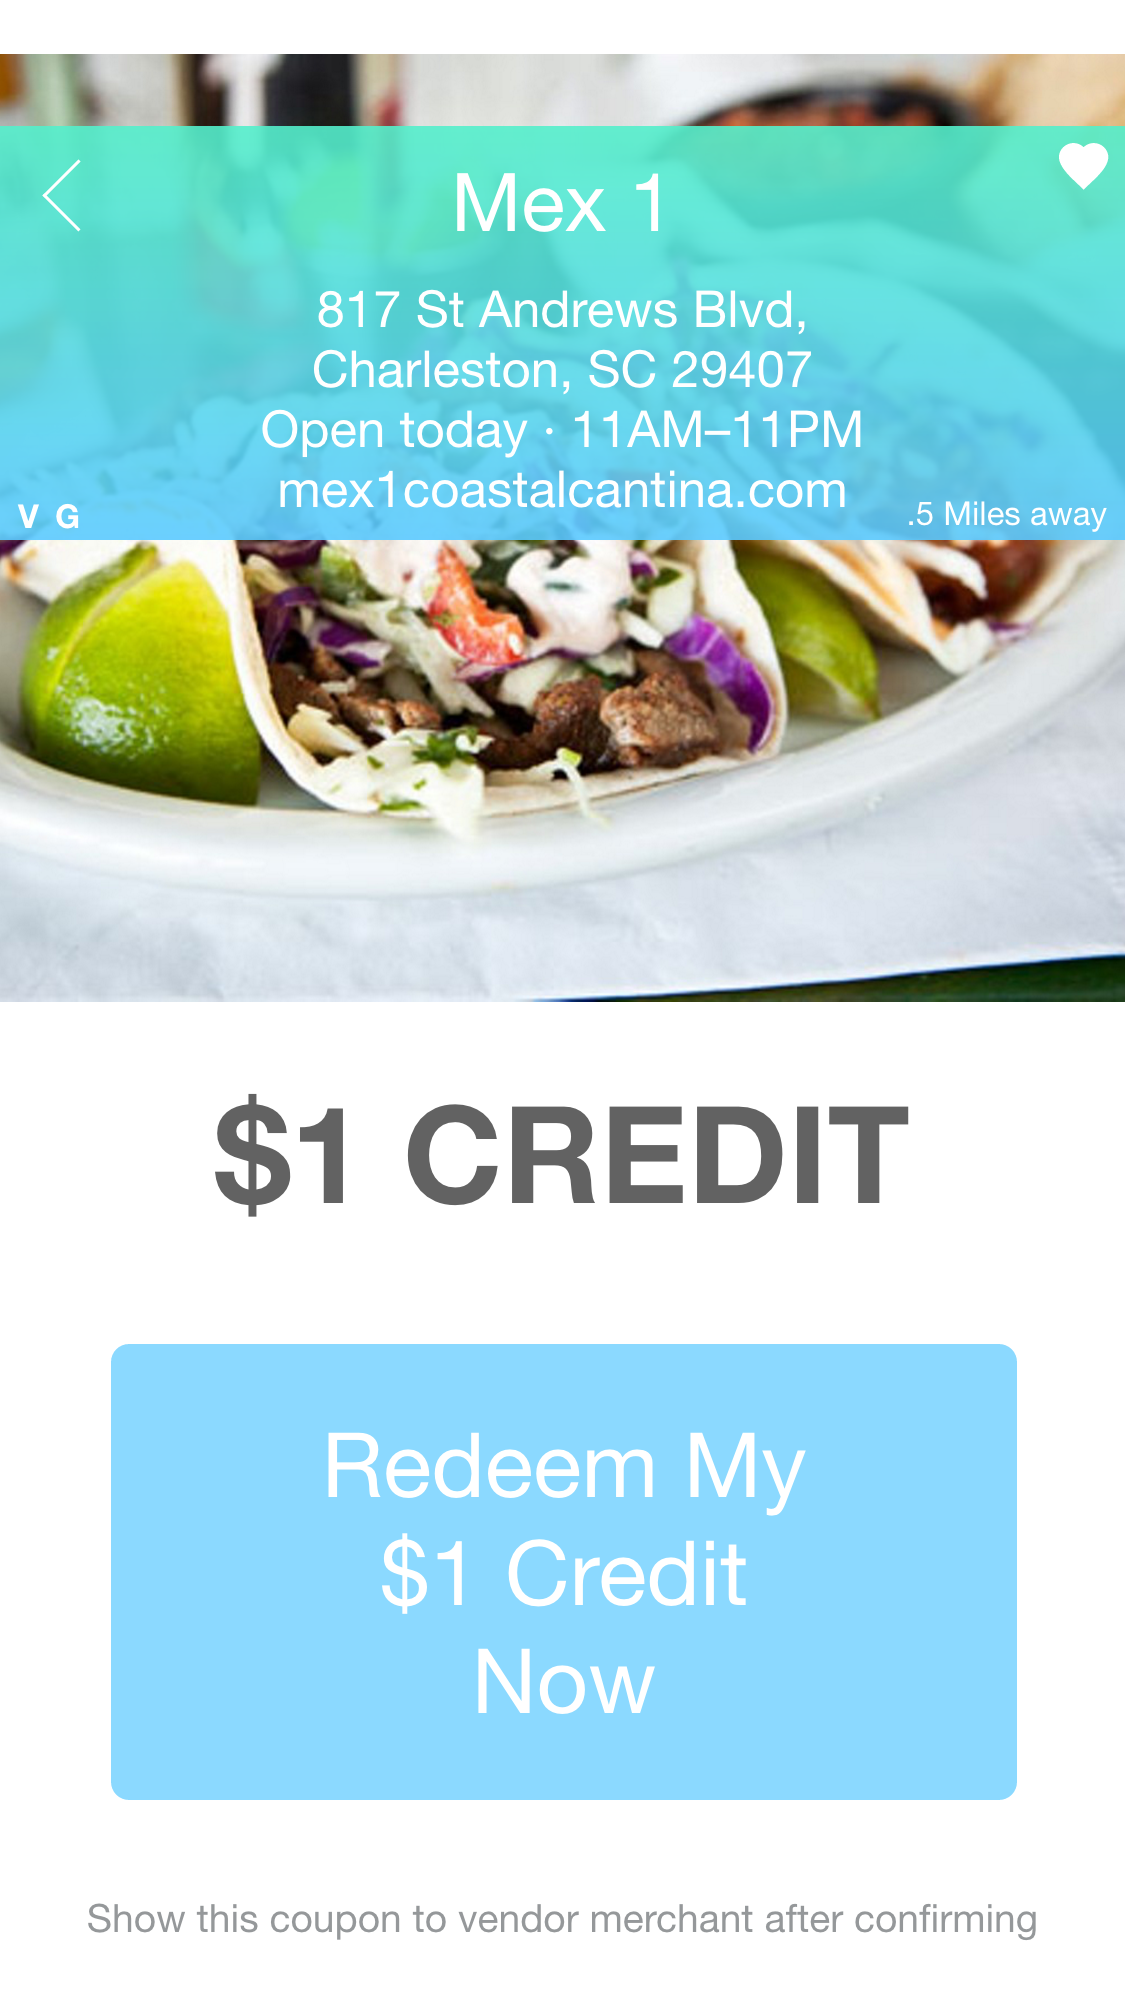 Mex 1
817 St Andrews Blvd,
Charleston, SC 29407
Open today · 11AM–11PM
mex1coastalcantina.com
V G
.5 Miles away
$1 CREDIT
Redeem My
$1 Credit
Now
Show this coupon to vendor merchant after confirming